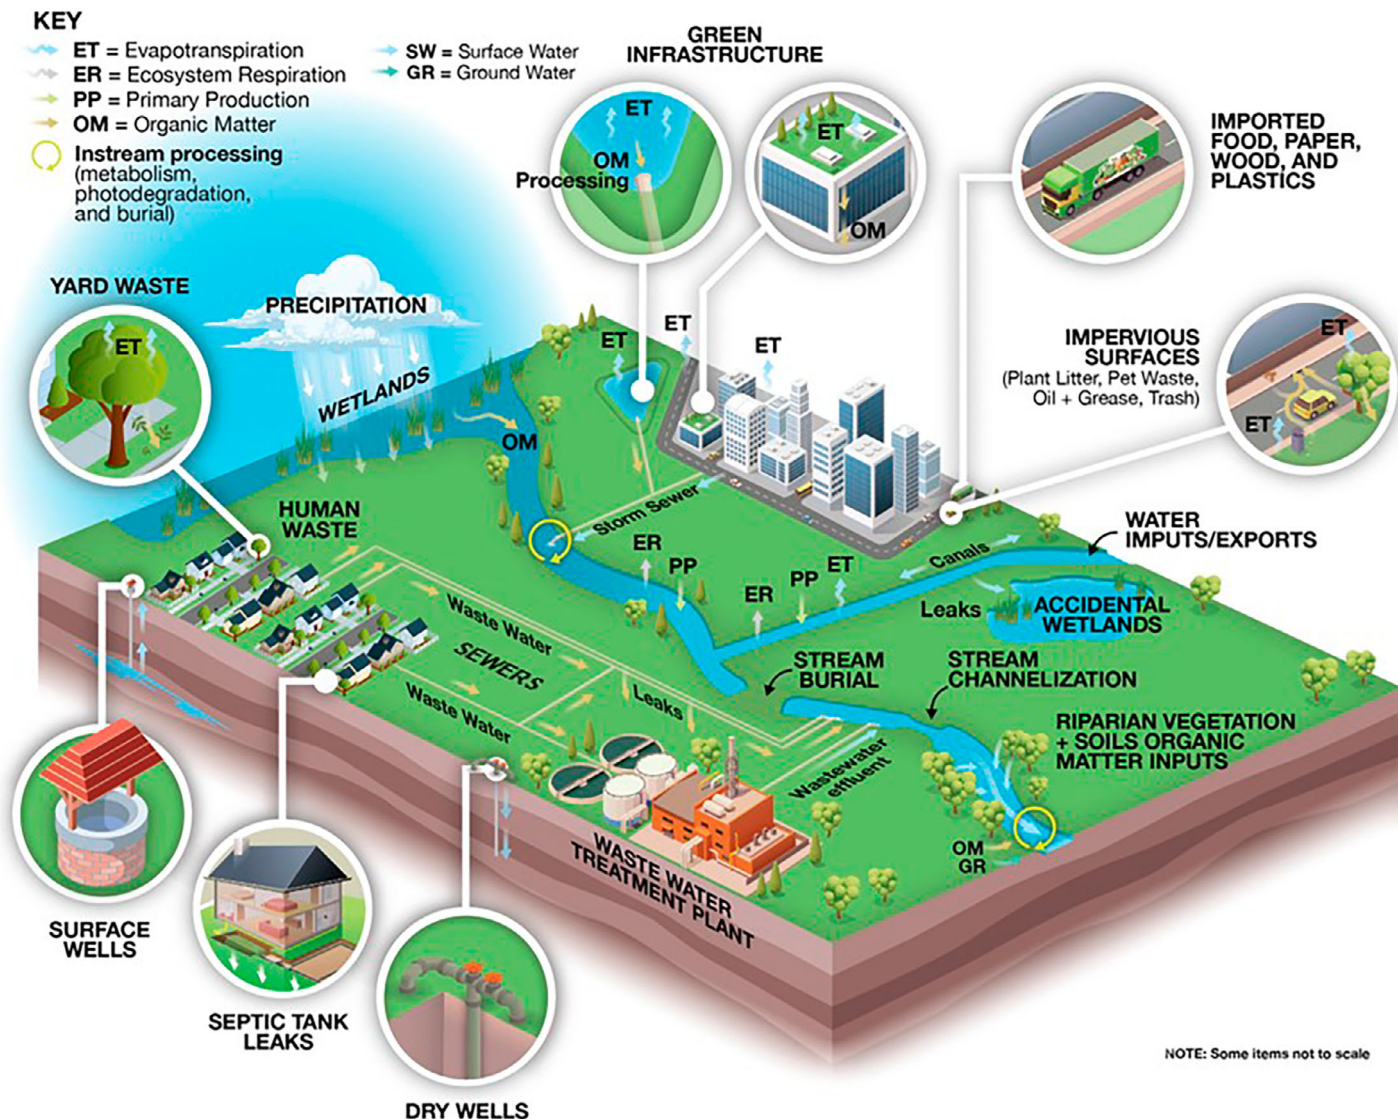 KEY
ET = Evapotranspiration
ER = Ecosystem Respiration
PP = Primary Production
OM = Organic Matter
Instream processing
(metabolism,
photodegradation,
and burial)
SW = Surface Water
GR = Ground Water
GREEN
INFRASTRUCTURE
ET
OM
Processing
ET
OM
IMPORTED
FOOD, PAPER,
WOOD, AND
PLASTICS
YARD WASTE
ET
PRECIPITATION
WETLANDS
OM
ET
ET
ET
IMPERVIOUS
SURFACES
(Plant Litter, Pet Waste,
Oil + Grease, Trash)
ET
ET
HUMAN
WASTE
Storm Sewer
ER
PP
ER
PP
ET
Canals
WATER
IMPUTS/EXPORTS
Leaks
ACCIDENTAL
WETLANDS
Waste Water
SEWERS
Waste Water
Leaks
STREAM
BURIAL
STREAM
CHANNELIZATION
RIPARIAN VEGETATION
+ SOILS ORGANIC
MATTER INPUTS
Wastewater
effluent
OM
GR
WASTE WATER
TREATMENT PLANT
SURFACE
WELLS
SEPTIC TANK
LEAKS
DRY WELLS
NOTE: Some items not to scale